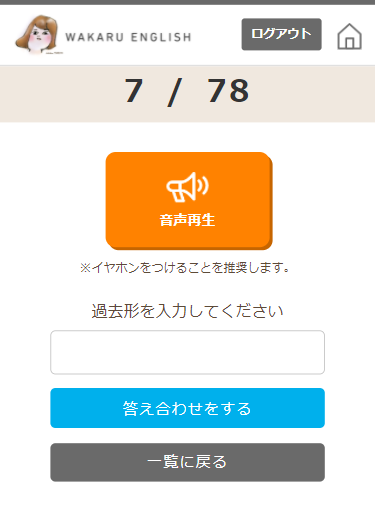 WAKARU ENGLISH
ログアウト
7 / 78
音声再生
※イヤホンをつけることを推奨します。
過去形を入力してください
答え合わせをする
一覧に戻る